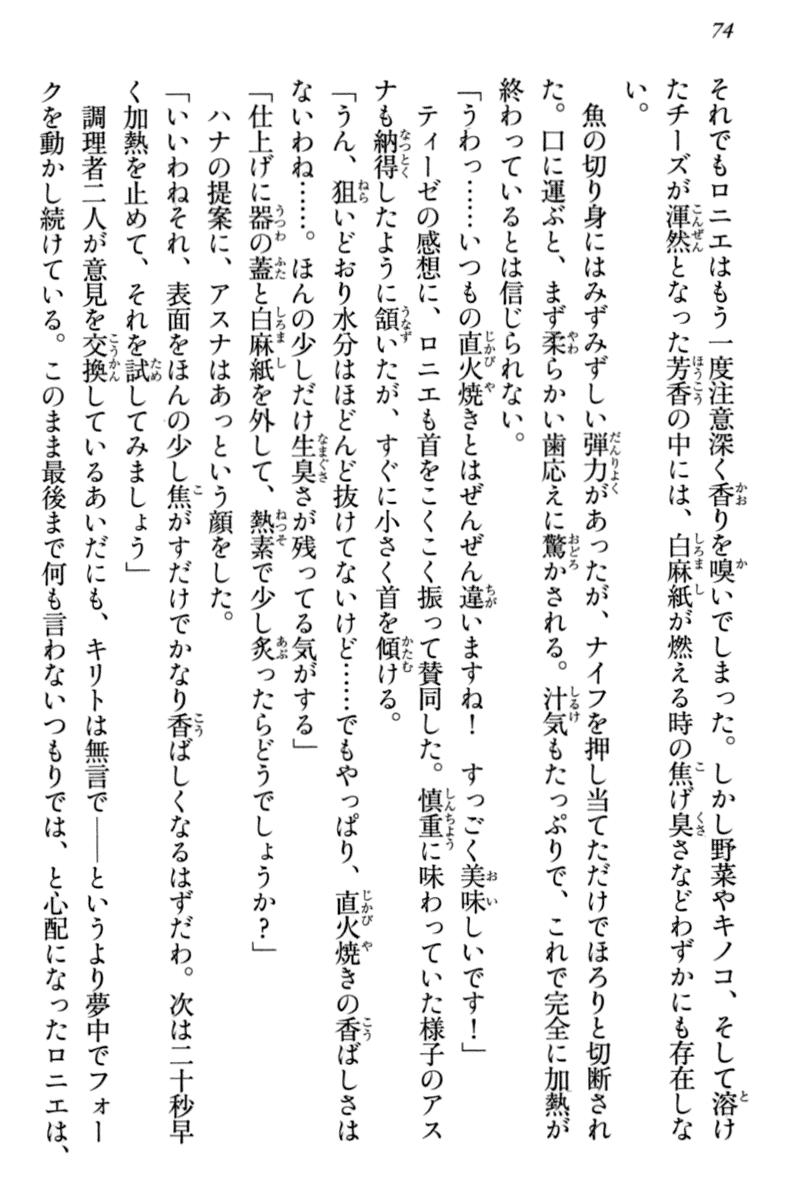 74
それでもロニエはもう一度注意深く香りを嗅いでしまった。しかし野菜やキノコ、そして溶け
たチーズが渾然となった芳香の中には、白麻紙が燃える時の焦げ臭さなどわずかにも存在しな
い。
魚の切り身にはみずみずしい弾力があったが、ナイフを押し当てただけでほろりと切断され
た。口に運ぶと、まず柔らかい歯応えに驚かされる。汁気もたっぷりで、これで完全に加熱が
終わっているとは信じられない。
「うわっ……いつもの直火焼きとはぜんぜん違いますね！　すっごく美味しいです！」
ティーゼの感想に、ロニエも首をこくこく振って賛同した。慎重に味わっていた様子のアス
ナも納得したように頷いたが、すぐに小さく首を傾ける。
「うん、狙いどおり水分はほとんど抜けてないけど……でもやっぱり、直火焼きの香ばしさは
ないわね……。ほんの少しだけ生臭さが残ってる気がする」
「仕上げに器の蓋と白麻紙を外して、熱素で少し炙ったらどうでしょうか？」
ハナの提案に、アスナはあっという顔をした。
「いいわねそれ、表面をほんの少し焦がすだけでかなり香ばしくなるはずだわ。次は二十秒早
く加熱を止めて、それを試してみましょう」
調理者二人が意見を交換しているあいだにも、キリトは無言で――というより夢中でフォー
クを動かし続けている。このまま最後まで何も言わないつもりでは、と心配になったロニエは、